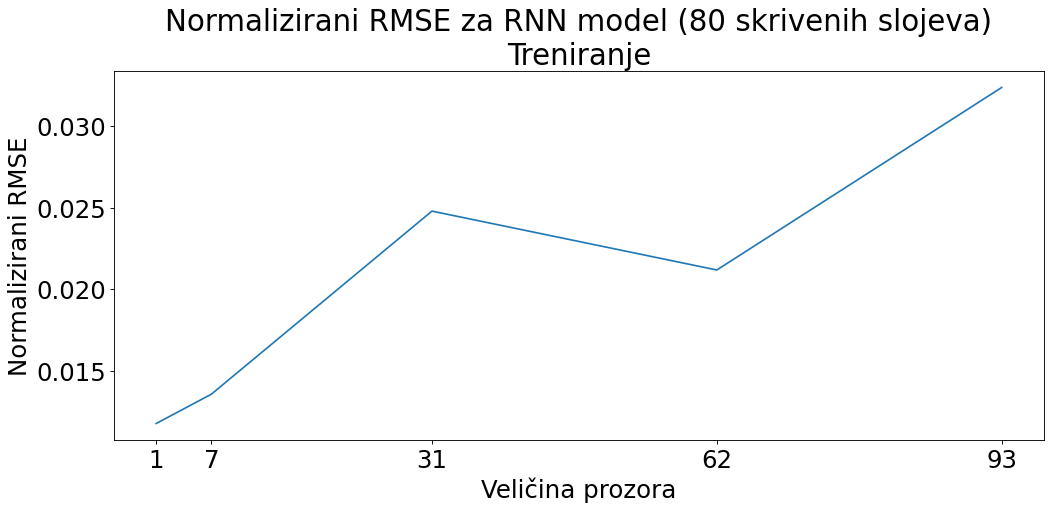 Normalizirani RMSE za RNN model (80 skrivenih slojeva)
Treniranje
Normalizirani RMSE
0.030
0.025
0.020
0.015
1 7 31 62 93
Veličina prozora